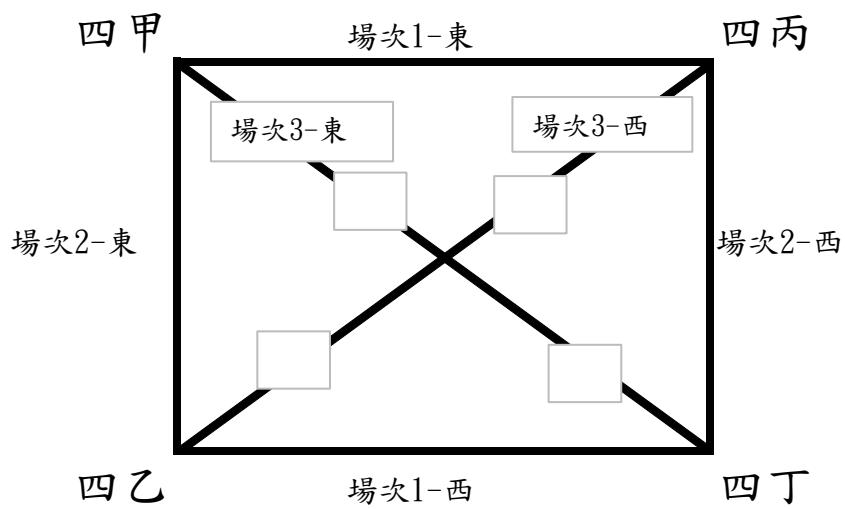 四甲
場次1-東
四丙
場次3-東
場次3-西
場次2-東
場次2-西
四乙
場次1-西
四丁